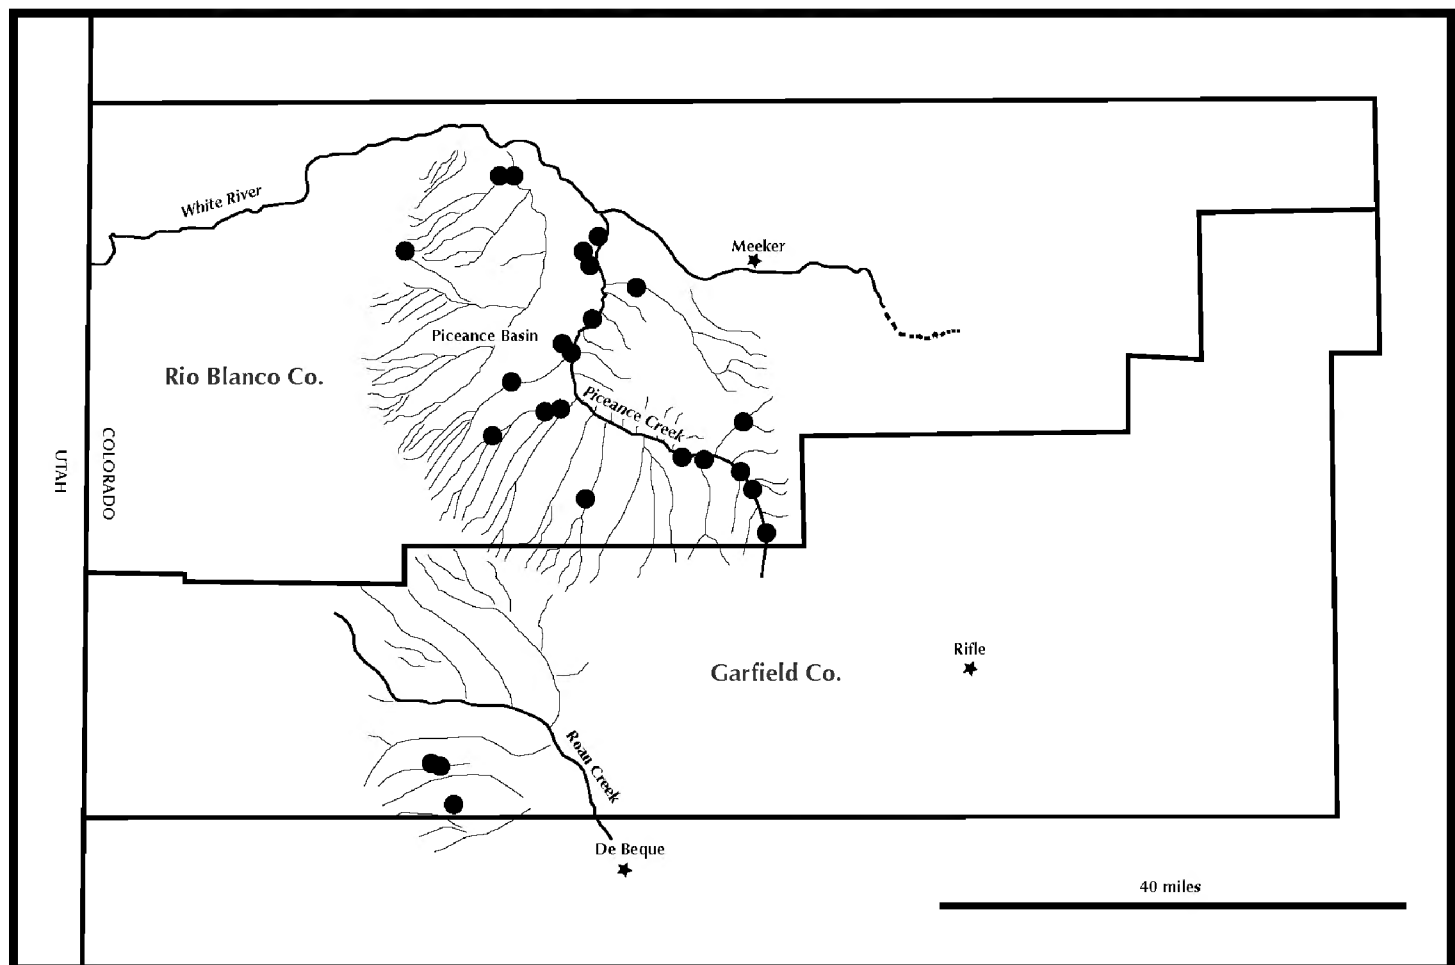 White River
Meeker
Piceance Basin
Rio Blanco Co.
Piceance Creek
COLORADO
UTAH
Rifle
Garfield Co.
Roan Creek
De Beque
40 miles